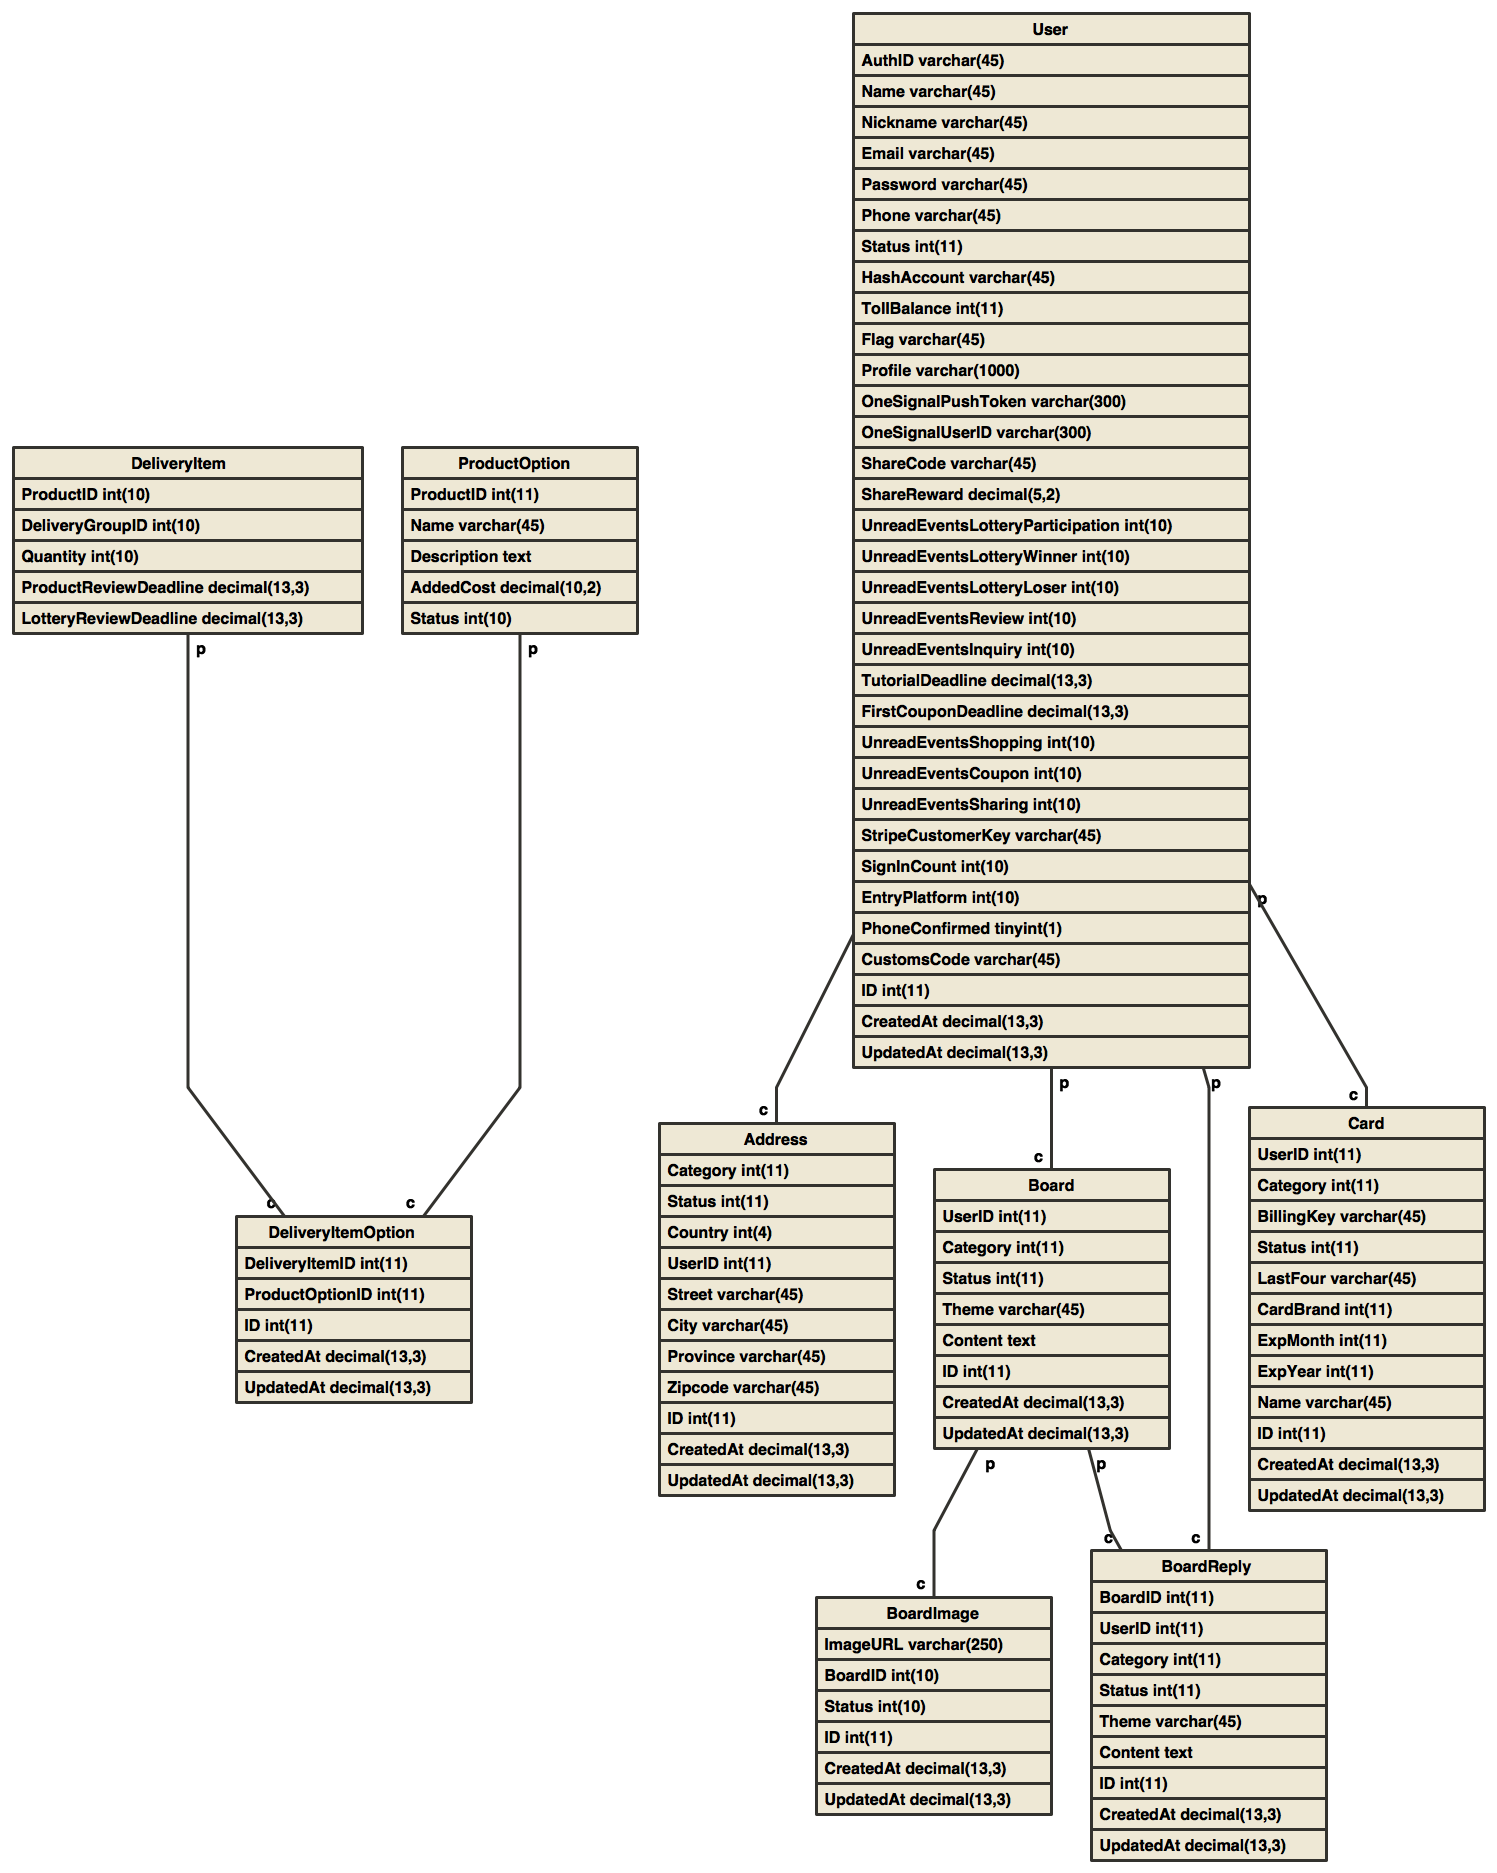 User
AuthID varchar(45)
Name varchar(45)
Nickname varchar(45)
Email varchar(45)
Password varchar(45)
Phone varchar(45)
Status int(11)
HashAccount varchar(45)
TollBalance int(11)
Flag varchar(45)
Profile varchar(1000)
OneSignalPushToken varchar(300)
OneSignalUserID varchar(300)
ShareCode varchar(45)
ShareReward decimal(5,2)
UnreadEventsLotteryParticipation int(10)
UnreadEventsLotteryWinner int(10)
UnreadEventsLotteryLoser int(10)
UnreadEventsReview int(10)
UnreadEventsInquiry int(10)
TutorialDeadline decimal(13,3)
FirstCouponDeadline decimal(13,3)
UnreadEventsShopping int(10)
UnreadEventsCoupon int(10)
UnreadEventsSharing int(10)
StripeCustomerKey varchar(45)
SignInCount int(10)
EntryPlatform int(10)
PhoneConfirmed tinyint(1)
CustomsCode varchar(45)
ID int(11)
CreatedAt decimal(13,3)
UpdatedAt decimal(13,3)
DeliveryItem
ProductID int(10)
DeliveryGroupID int(10)
Quantity int(10)
ProductReviewDeadline decimal(13,3)
LotteryReviewDeadline decimal(13,3)
ProductOption
ProductID int(11)
Name varchar(45)
Description text
AddedCost decimal(10,2)
Status int(10)
p
p
p
p
p
c
c
c
c
c
DeliveryItemOption
DeliveryItemID int(11)
ProductOptionID int(11)
ID int(11)
CreatedAt decimal(13,3)
UpdatedAt decimal(13,3)
Address
Category int(11)
Status int(11)
Country int(4)
UserID int(11)
Street varchar(45)
City varchar(45)
Province varchar(45)
Zipcode varchar(45)
ID int(11)
CreatedAt decimal(13,3)
UpdatedAt decimal(13,3)
Board
UserID int(11)
Category int(11)
Status int(11)
Theme varchar(45)
Content text
ID int(11)
CreatedAt decimal(13,3)
UpdatedAt decimal(13,3)
Card
UserID int(11)
Category int(11)
BillingKey varchar(45)
Status int(11)
LastFour varchar(45)
CardBrand int(11)
ExpMonth int(11)
ExpYear int(11)
Name varchar(45)
ID int(11)
CreatedAt decimal(13,3)
UpdatedAt decimal(13,3)
p
p
c
c
c
BoardImage
ImageURL varchar(250)
BoardID int(10)
Status int(10)
ID int(11)
CreatedAt decimal(13,3)
UpdatedAt decimal(13,3)
BoardReply
BoardID int(11)
UserID int(11)
Category int(11)
Status int(11)
Theme varchar(45)
Content text
ID int(11)
CreatedAt decimal(13,3)
UpdatedAt decimal(13,3)